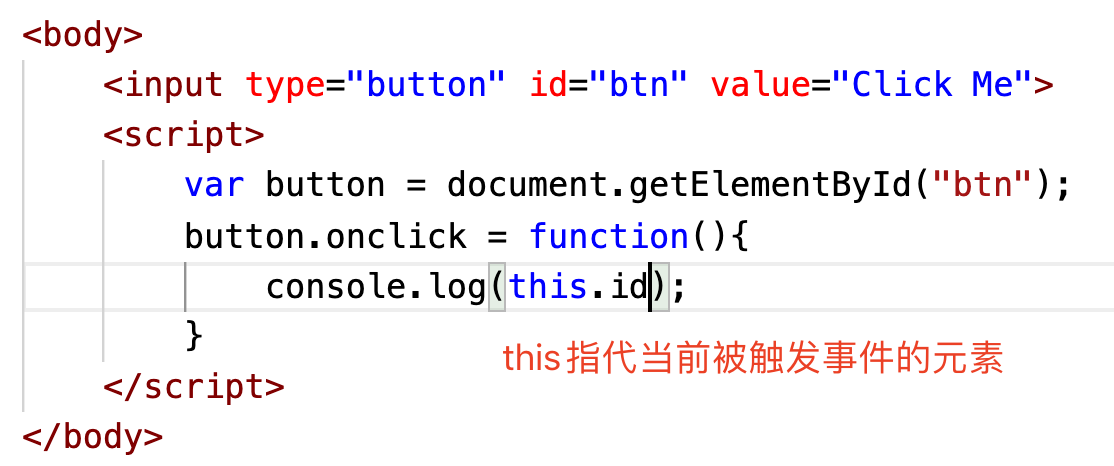 <body>
<input type="button" id="btn" value="Click Me">
<script>
var button = document.getElementById("btn");
button.onclick = function(){
console.log(this.id);
}
this指代当前被触发事件的元素
</script>
</body>